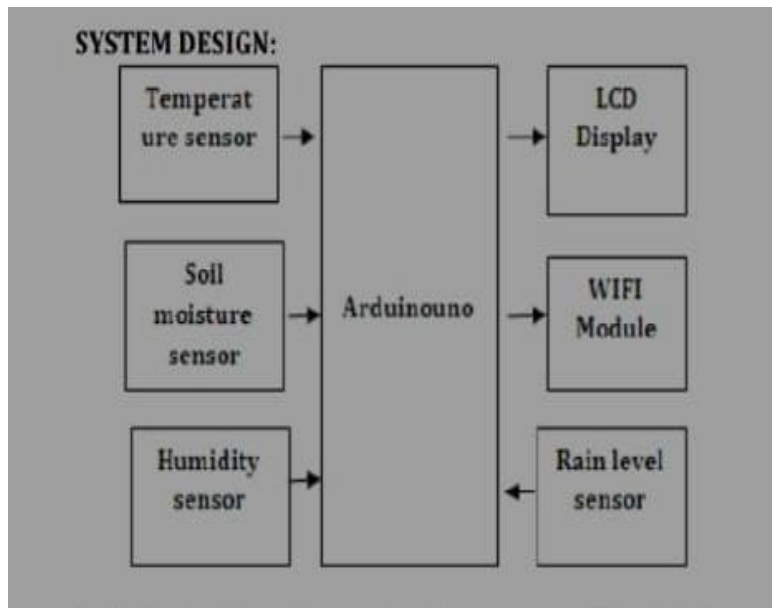 SYSTEM DESIGN:
Temperat
ure sensor
LCD
Display
Soil
moisture
sensor
Arduinouno
WIFI
Module
Humidity
sensor
Rain level
sensor